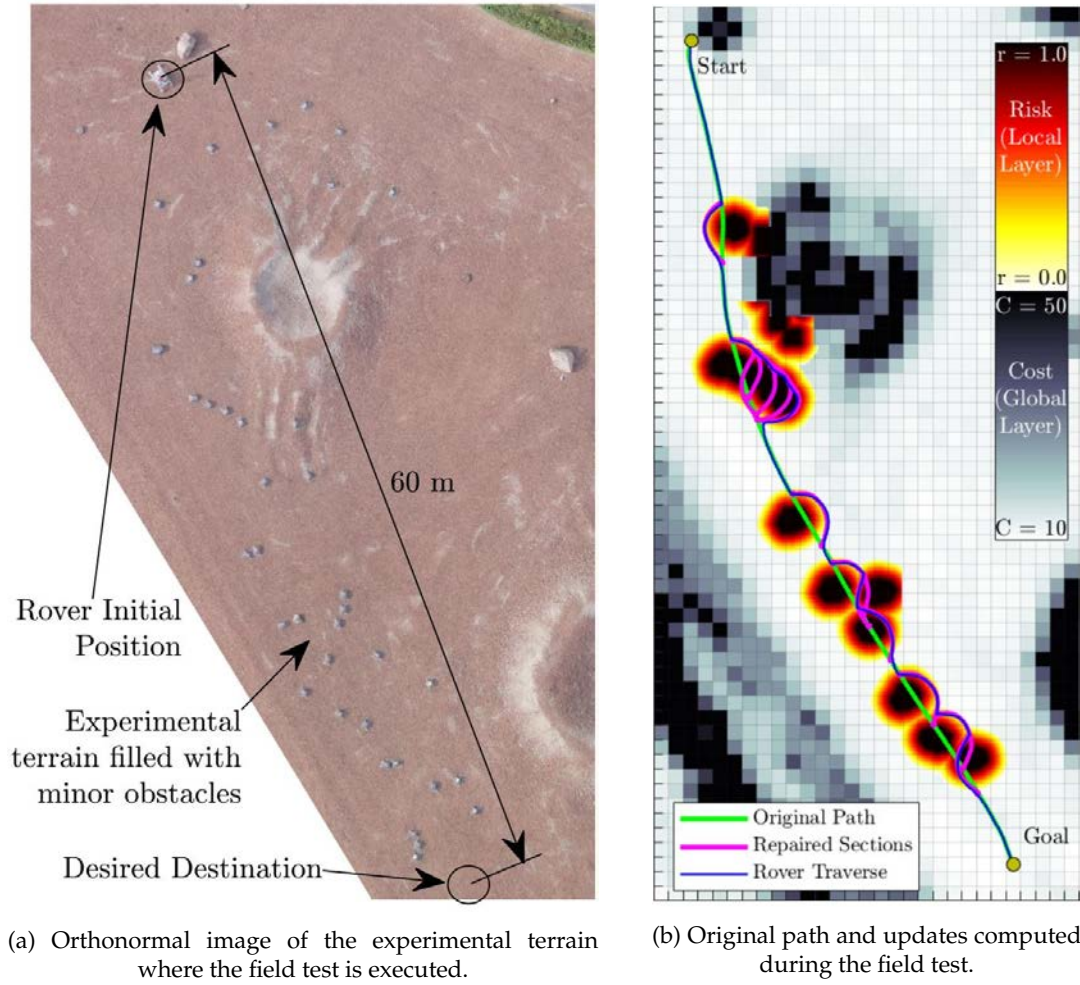 60 m
Rover Initial
Position
Experimental
terrain filled with
minor obstacles
Desired Destination
(a) Orthonormal image of the experimental terrain
where the field test is executed.
Start
r = 1.0
Risk
(Local
Layer)
r = 0.0
C = 50
Cost
(Global
Layer)
C = 10
Original Path
Repaired Sections
Rover Traverse
Goal
(b) Original path and updates computed
during the field test.